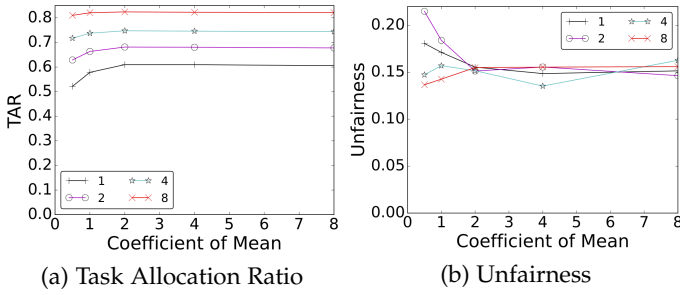 0.8
0.7
0.6
0.5
0.4
0.3
0.2
0.1
0.0
TAR
1 4
2 8
0 1 2 3 4 5 6 7 8
Coefficient of Mean
(a) Task Allocation Ratio
0.20
0.15
0.10
0.05
0.00
Unfairness
1 4
2 8
0 1 2 3 4 5 6 7 8
Coefficient of Mean
(b) Unfairness